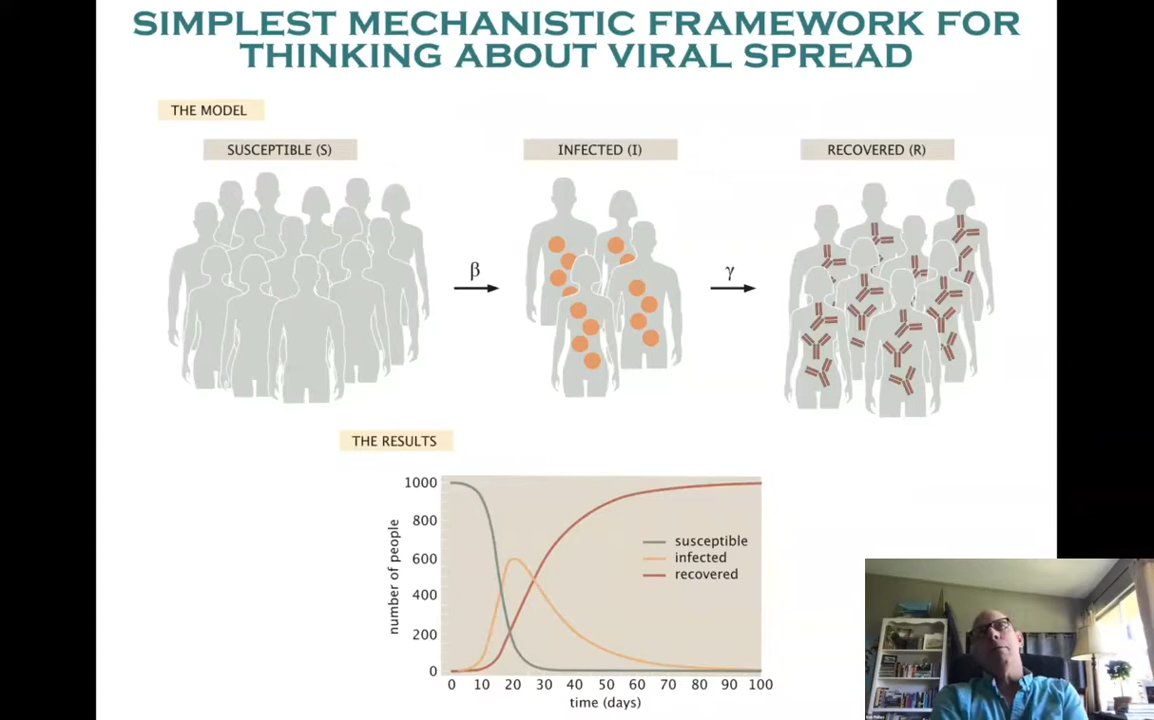 SIMPLEST MECHANISTIC FRAMEWORK FOR
THINKING ABOUT VIRAL SPREAD
THE MODEL
SUSCEPTIBLE (S)
INFECTED (I)
RECOVERED (R)
β
γ
THE RESULTS
1000
800
600
400
200
0
number of people
susceptible
infected
recovered
0 10 20 30 40 50 60 70 80 90 100
time (days)